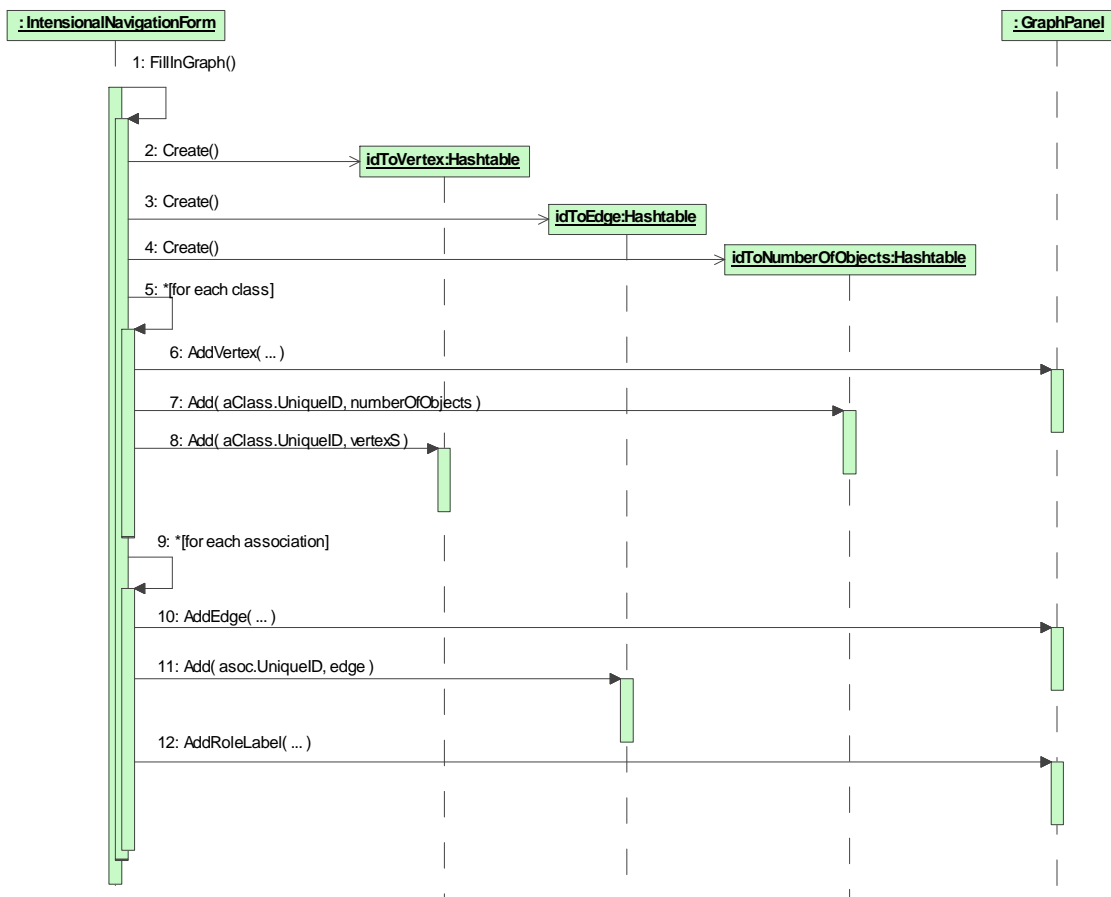 : IntensionalNavigationForm
: GraphPanel
1: FillInGraph()
2: Create()
idToVertex:Hashtable
3: Create()
idToEdge:Hashtable
4: Create()
idToNumberOfObjects:Hashtable
5: *[for each class]
6: AddVertex( ... )
7: Add( aClass.UniqueID, numberOfObjects )
8: Add( aClass.UniqueID, vertexS )
9: *[for each association]
10: AddEdge( ... )
11: Add( asoc.UniqueID, edge )
12: AddRoleLabel( ... )